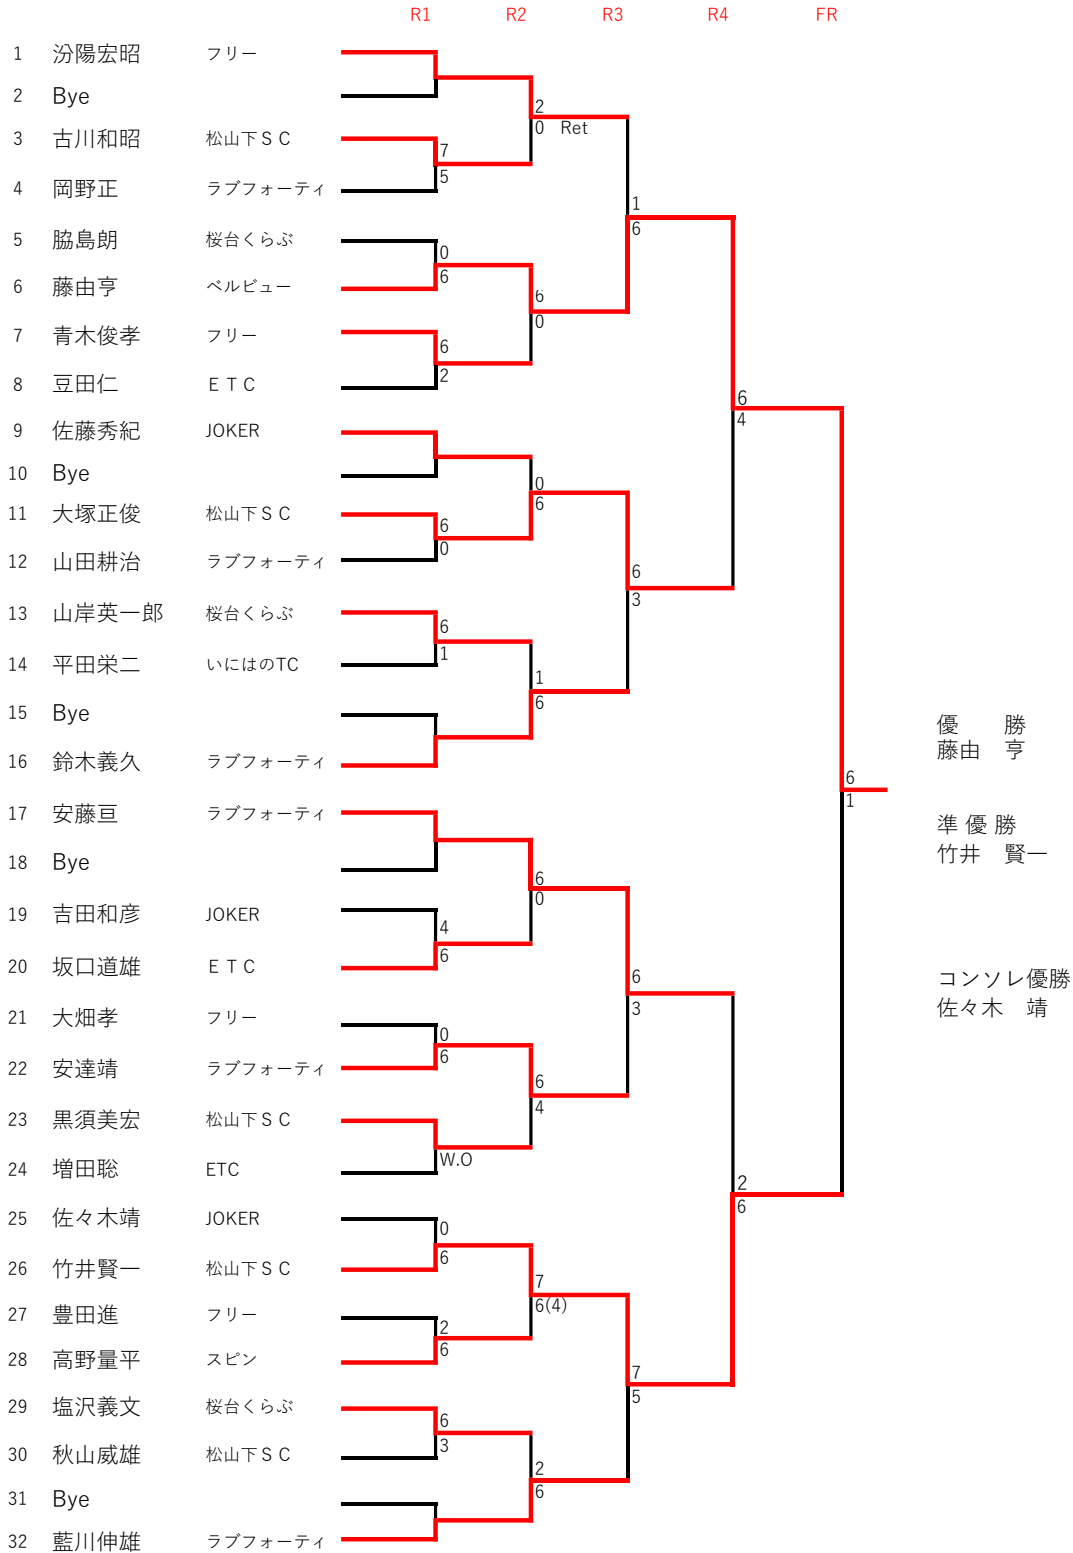 R1 R2 R3 R4 FR
1 汾陽宏昭 フリー
2 Bye
2
0 Ret
3 古川和昭 松山下ＳＣ
7
5
4 岡野正 ラブフォーティ
1
6
5 脇島朗 桜台くらぶ
0
6
6 藤由亨 ベルビュー
6
0
7 青木俊孝 フリー
6
2
8 豆田仁 ＥＴＣ
6
4
9 佐藤秀紀 JOKER
10 Bye
0
6
11 大塚正俊 松山下ＳＣ
6
0
12 山田耕治 ラブフォーティ
6
3
13 山岸英一郎 桜台くらぶ
6
1
14 平田栄二 いにはのTC
1
6
15 Bye
16 鈴木義久 ラブフォーティ
優　勝
藤由　亨
6
1
17 安藤亘 ラブフォーティ
準 優 勝
竹井　賢一
18 Bye
6
0
19 吉田和彦 JOKER
4
6
20 坂口道雄 ＥＴＣ
6
3
コンソレ優勝
佐々木　靖
21 大畑孝 フリー
0
6
22 安達靖 ラブフォーティ
6
4
23 黒須美宏 松山下ＳＣ
W.O
24 増田聡 ETC
2
6
25 佐々木靖 JOKER
0
6
26 竹井賢一 松山下ＳＣ
7
6(4)
27 豊田進 フリー
2
6
28 高野量平 スピン
7
5
29 塩沢義文 桜台くらぶ
6
3
30 秋山威雄 松山下ＳＣ
2
6
31 Bye
32 藍川伸雄 ラブフォーティ